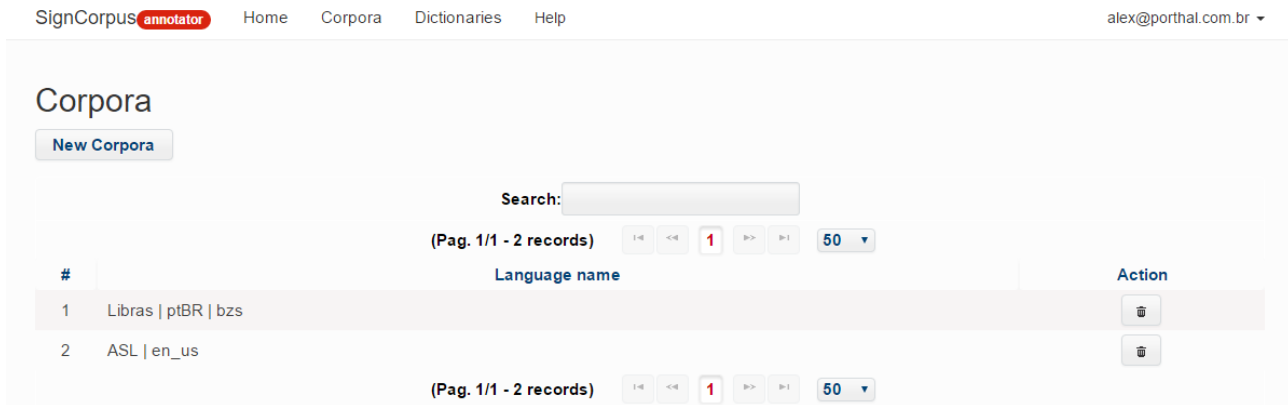 SignCorpus annotator Home Corpora Dictionaries Help alex@porthal.com.br
Corpora
New Corpora
Search:
(Pag. 1/1 - 2 records) 1 50
# Language name Action
1 Libras | ptBR | bzs
2 ASL | en_us
(Pag. 1/1 - 2 records) 1 50